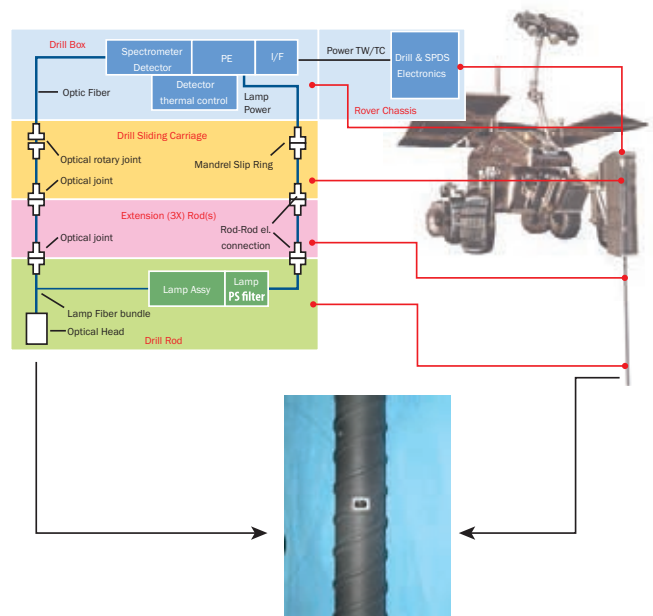 Drill Box
Spectrometer
Detector
PE
I/F
Power TW/TC
Drill & SPDS
Electronics
Detector
thermal control
Optic Fiber
Lamp
Power
Rover Chassis
Drill Sliding Carriage
Optical rotary joint
Mandrel Slip Ring
Optical joint
Extension (3X) Rod(s)
Optical joint
Rod-Rod el.
connection
Lamp Assy
Lamp
PS filter
Lamp Fiber bundle
Optical Head
Drill Rod